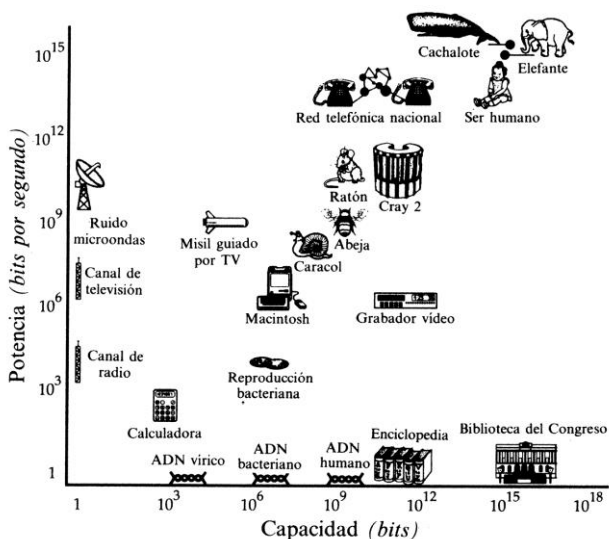 10^15
Cachalote
Elefante
Red telefónica nacional
Ser humano
10^12
Ratón
Cray 2
10^9
Ruido
microondas
Misil guiado
por TV
Abeja
Caracol
Canal de
televisión
10^6
Macintosh
Grabador vídeo
Canal de
radio
Reproducción
bacteriana
10^3
Calculadora
ADN vírico
ADN
bacteriano
ADN
humano
Enciclopedia
Biblioteca del Congreso
1
1 10^3 10^6 10^9 10^12 10^15 10^18
Capacidad (bits)
Potencia (bits por segundo)